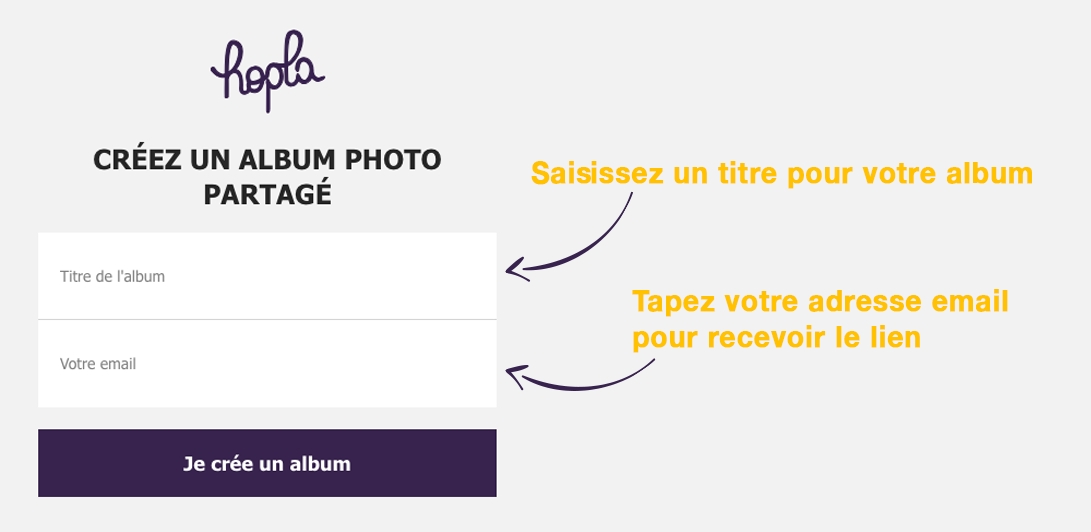 hopla
CRÉEZ UN ALBUM PHOTO
PARTAGÉ
Saisissez un titre pour votre album
Titre de l'album
Tapez votre adresse email
pour recevoir le lien
Votre email
Je crée un album